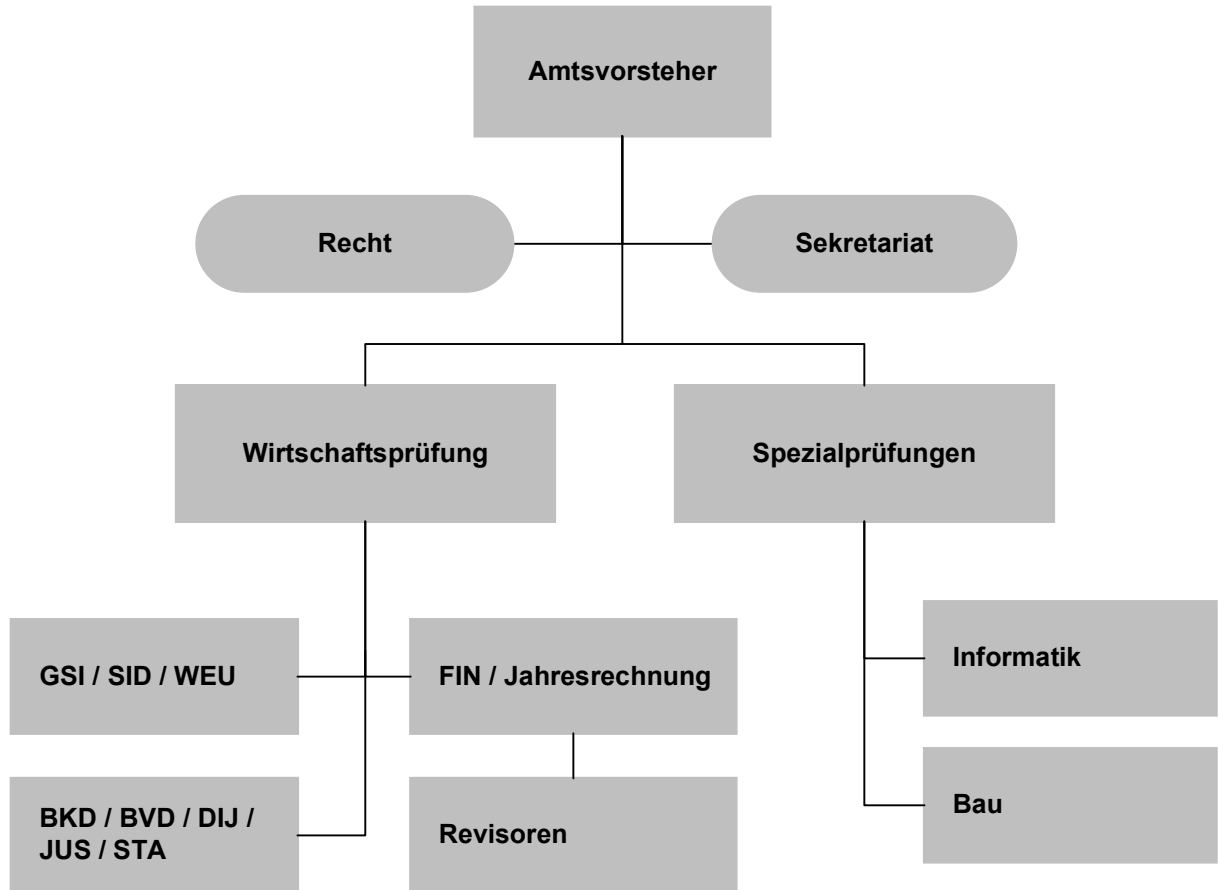 Amtsvorsteher
Recht
Sekretariat
Wirtschaftsprüfung
Spezialprüfungen
GSI / SID / WEU
FIN / Jahresrechnung
Informatik
BKD / BVD / DIJ /
JUS / STA
Revisoren
Bau